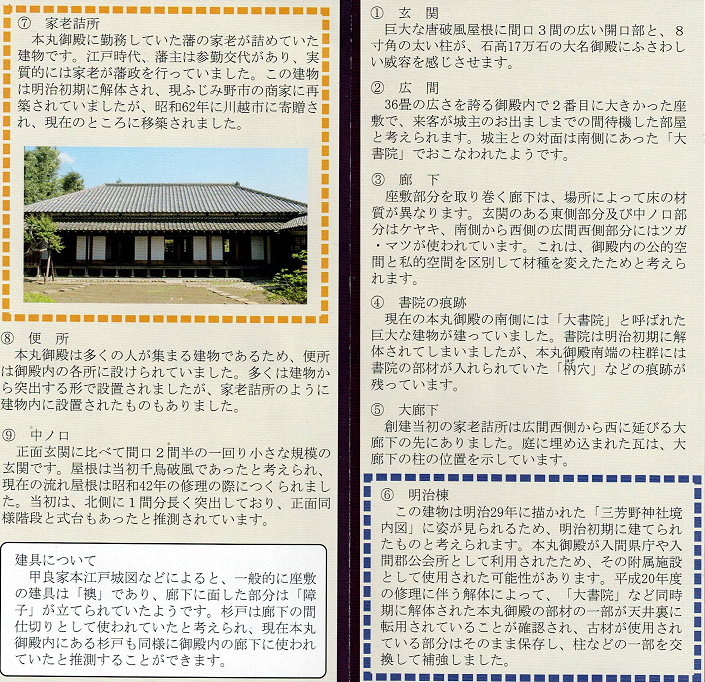 ① 玄　関
巨大な唐破風屋根に間口３間の広い開口部と、８
寸角の太い柱が、石高17万石の大名御殿にふさわし
い威容を感じさせます。
② 広　間
36畳の広さを誇る御殿内で２番目に大きかった座
敷で、来客が城主のお出ましまでの間待機した部屋
と考えられます。城主との対面は南側にあった「大
書院」でおこなわれたようです。
③ 廊　下
座敷部分を取り巻く廊下は、場所によって床の材
質が異なります。玄関のある東側部分及び中ノ口部
分はケヤキ、南側から西側の広間西側部分にはツガ
・マツが使われています。これは、御殿内の公的空
間と私的空間を区別して材種を変えたためと考えら
れます。
④ 書院の痕跡
現在の本丸御殿の南側には「大書院」と呼ばれた
巨大な建物が建っていました。書院は明治初期に解
体されてしまいましたが、本丸御殿南端の柱群には
書院の部材が入れられていた「枘穴」などの痕跡が
残っています。
⑤ 大廊下
創建当初の家老詰所は広間西側から西に延びる大
廊下の先にありました。庭に埋め込まれた瓦は、大
廊下の柱の位置を示しています。
⑥ 明治棟
この建物は明治29年に描かれた「三芳野神社境
内図」に姿が見られるため、明治初期に建てられ
たものと考えられます。本丸御殿が入間県庁や入
間郡公会所として利用されたため、その附属施設
として使用された可能性があります。平成20年度
の修理に伴う解体によって、「大書院」など同時
期に解体された本丸御殿の部材の一部が天井裏に
転用されていることが確認され、古材が使用され
ている部分はそのまま保存し、柱などの一部を交
換して補強しました。
⑦ 家老詰所
本丸御殿に勤務していた藩の家老が詰めていた
建物です。江戸時代、藩主は参勤交代があり、実
質的には家老が藩政を行っていました。この建物
は明治初期に解体され、現ふじみ野市の商家に再
築されていましたが、昭和62年に川越市に寄贈さ
れ、現在のところに移築されました。
⑧ 便　所
本丸御殿は多くの人が集まる建物であるため、便所
は御殿内の各所に設けられていました。多くは建物か
ら突出する形で設置されましたが、家老詰所のように
建物内に設置されたものもありました。
⑨ 中ノ口
正面玄関に比べて間口２間半の一回り小さな規模の
玄関です。屋根は当初千鳥破風であったと考えられ、
現在の流れ屋根は昭和42年の修理の際につくられまし
た。当初は、北側に１間分長く突出しており、正面同
様階段と式台もあったと推測されています。
建具について
甲良家本江戸城図などによると、一般的に座敷
の建具は「襖」であり、廊下に面した部分は「障
子」が立てられていたようです。杉戸は廊下の間
仕切りとして使われていたと考えられ、現在本丸
御殿内にある杉戸も同様に御殿内の廊下に使われ
ていたと推測することができます。